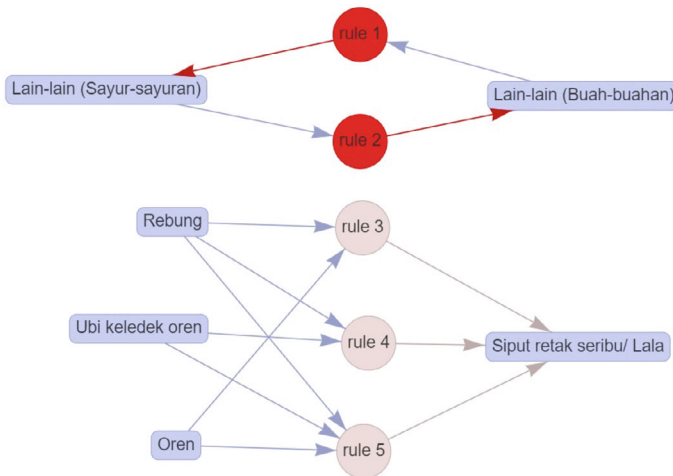 rule 1
Lain-lain (Sayur-sayuran)
Lain-lain (Buah-buahan)
rule 2
Rebung
rule 3
Ubi keledek oren
rule 4
Siput retak seribu/ Lala
Oren
rule 5